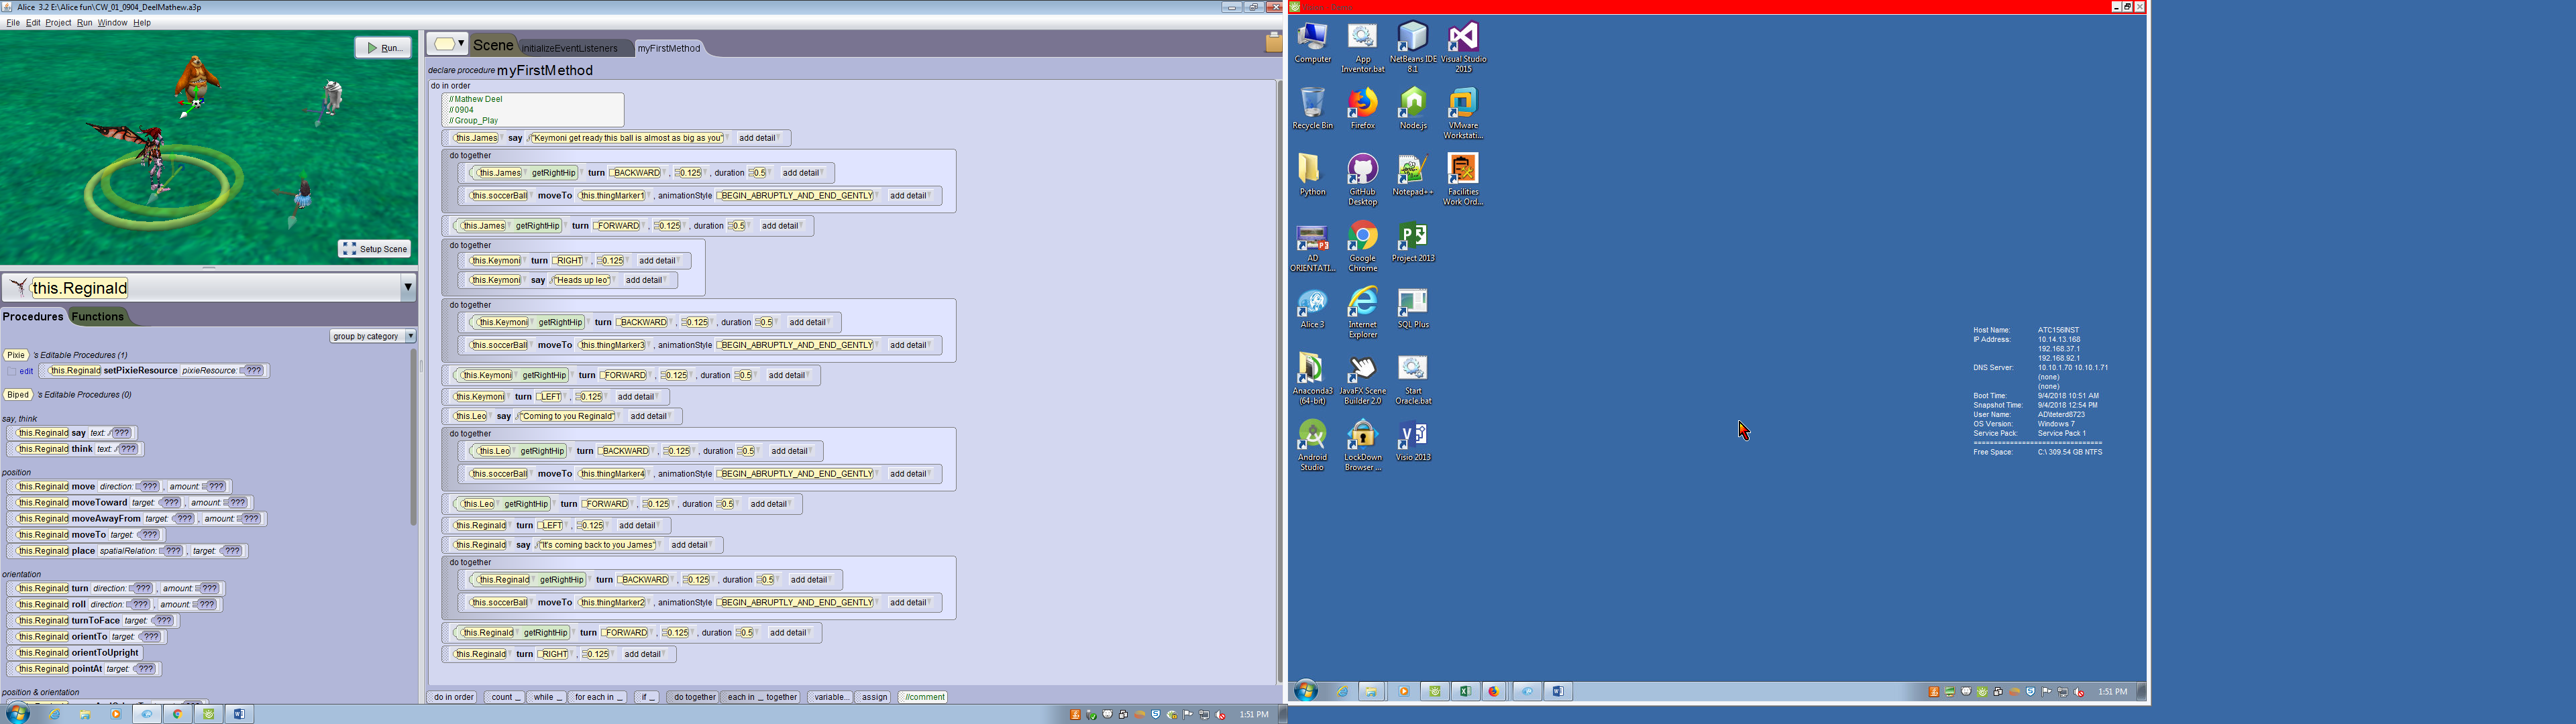 Alice 3.2 E:\Alice fun\CW_01_0904_DeelMathew.a3p
File Edit Project Run Window Help
Run...
Setup Scene
this.Reginald
Procedures Functions
group by category
Pixie 's Editable Procedures (1)
edit this.Reginald setPixieResource pixieResource: ???
Biped 's Editable Procedures (0)
say, think
this.Reginald say text: ???
this.Reginald think text: ???
position
this.Reginald move direction: ??? , amount: ???
this.Reginald moveToward target: ??? , amount: ???
this.Reginald moveAwayFrom target: ??? , amount: ???
this.Reginald moveTo target: ???
this.Reginald place spatialRelation: ??? , target: ???
orientation
this.Reginald turn direction: ??? , amount: ???
this.Reginald roll direction: ??? , amount: ???
this.Reginald turnToFace target: ???
this.Reginald orientTo target: ???
this.Reginald orientToUpright
this.Reginald pointAt target: ???
position & orientation
Scene initializeEventListeners myFirstMethod
declare procedure myFirstMethod
do in order
//Mathew Deel
//0904
//Group_Play
this.James say "Keymoni get ready this ball is almost as big as you" add detail
do together
this.James getRightHip turn BACKWARD , 0.125 , duration 0.5 add detail
this.soccerBall moveTo this.thingMarker1 , animationStyle BEGIN_ABRUPTLY_AND_END_GENTLY add detail
this.James getRightHip turn FORWARD , 0.125 , duration 0.5 add detail
do together
this.Keymoni turn RIGHT , 0.125 add detail
this.Keymoni say "Heads up leo" add detail
do together
this.Keymoni getRightHip turn BACKWARD , 0.125 , duration 0.5 add detail
this.soccerBall moveTo this.thingMarker3 , animationStyle BEGIN_ABRUPTLY_AND_END_GENTLY add detail
this.Keymoni getRightHip turn FORWARD , 0.125 , duration 0.5 add detail
this.Keymoni turn LEFT , 0.125 add detail
this.Leo say "Coming to you Reginald" add detail
do together
this.Leo getRightHip turn BACKWARD , 0.125 , duration 0.5 add detail
this.soccerBall moveTo this.thingMarker4 , animationStyle BEGIN_ABRUPTLY_AND_END_GENTLY add detail
this.Leo getRightHip turn FORWARD , 0.125 , duration 0.5 add detail
this.Reginald turn LEFT , 0.125 add detail
this.Reginald say "It's coming back to you James" add detail
do together
this.Reginald getRightHip turn BACKWARD , 0.125 , duration 0.5 add detail
this.soccerBall moveTo this.thingMarker2 , animationStyle BEGIN_ABRUPTLY_AND_END_GENTLY add detail
this.Reginald getRightHip turn FORWARD , 0.125 , duration 0.5 add detail
this.Reginald turn RIGHT , 0.125 add detail
do in order count _ while _ for each in _ if _ do together each in _ together variable... assign //comment
1:51 PM
Computer
App Inventor.bat
NetBeans IDE 8.1
Visual Studio 2015
Recycle Bin
Firefox
Node.js
VMware Workstati...
Python
GitHub Desktop
Notepad++
Facilities Work Ord...
AD ORIENTATI...
Google Chrome
Project 2013
Alice 3
Internet Explorer
SQL Plus
Anaconda3 (64-bit)
JavaFX Scene Builder 2.0
Start Oracle.bat
Android Studio
LockDown Browser ...
Visio 2013
Host Name: ATC156INST
IP Address: 10.14.13.168
192.168.37.1
192.168.92.1
DNS Server: 10.10.1.70 10.10.1.71
(none)
(none)
Boot Time: 9/4/2018 10:51 AM
Snapshot Time: 9/4/2018 12:54 PM
User Name: AD\teterd8723
OS Version: Windows 7
Service Pack: Service Pack 1
Free Space: C:\ 309.54 GB NTFS
1:51 PM